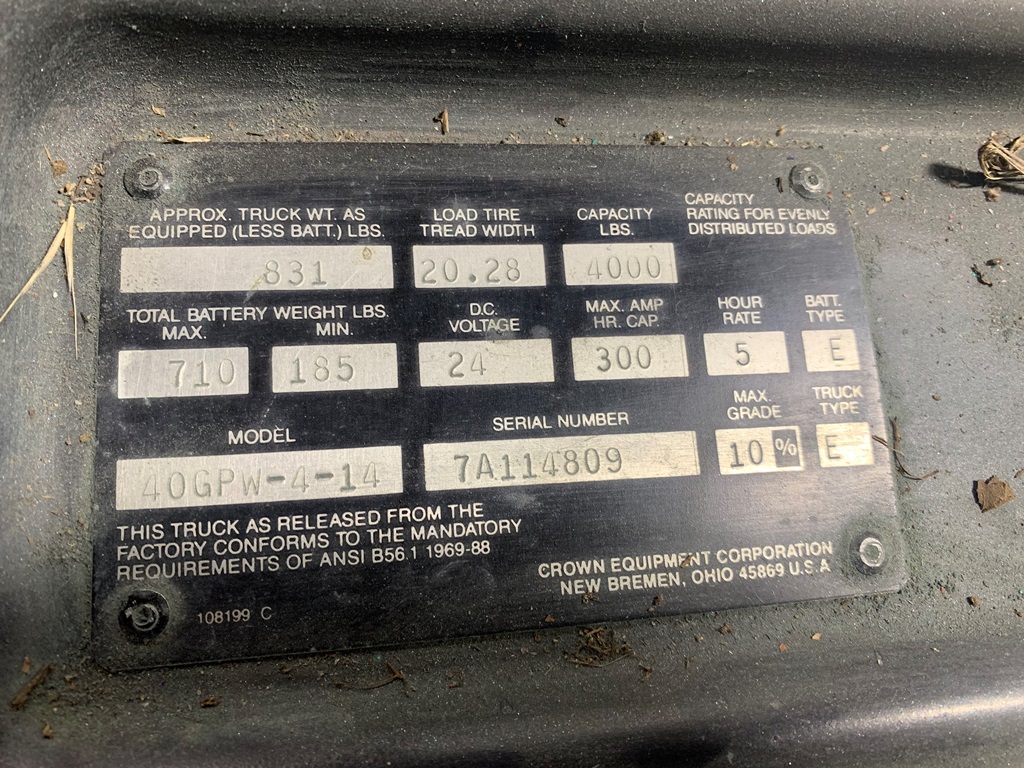 APPROX. TRUCK WT. AS
EQUIPPED (LESS BATT.) LBS.
831
LOAD TIRE
TREAD WIDTH
20.28
CAPACITY
LBS.
4000
CAPACITY
RATING FOR EVENLY
DISTRIBUTED LOADS
TOTAL BATTERY WEIGHT LBS.
MAX.
710
MIN.
185
D.C.
VOLTAGE
24
MAX. AMP
HR. CAP.
300
HOUR
RATE
5
BATT.
TYPE
E
MODEL
40GPW-4-14
SERIAL NUMBER
7A114809
MAX.
GRADE
10 %
TRUCK
TYPE
E
THIS TRUCK AS RELEASED FROM THE
FACTORY CONFORMS TO THE MANDATORY
REQUIREMENTS OF ANSI B56.1 1969-88
CROWN EQUIPMENT CORPORATION
NEW BREMEN, OHIO 45869 U.S.A
108199 C